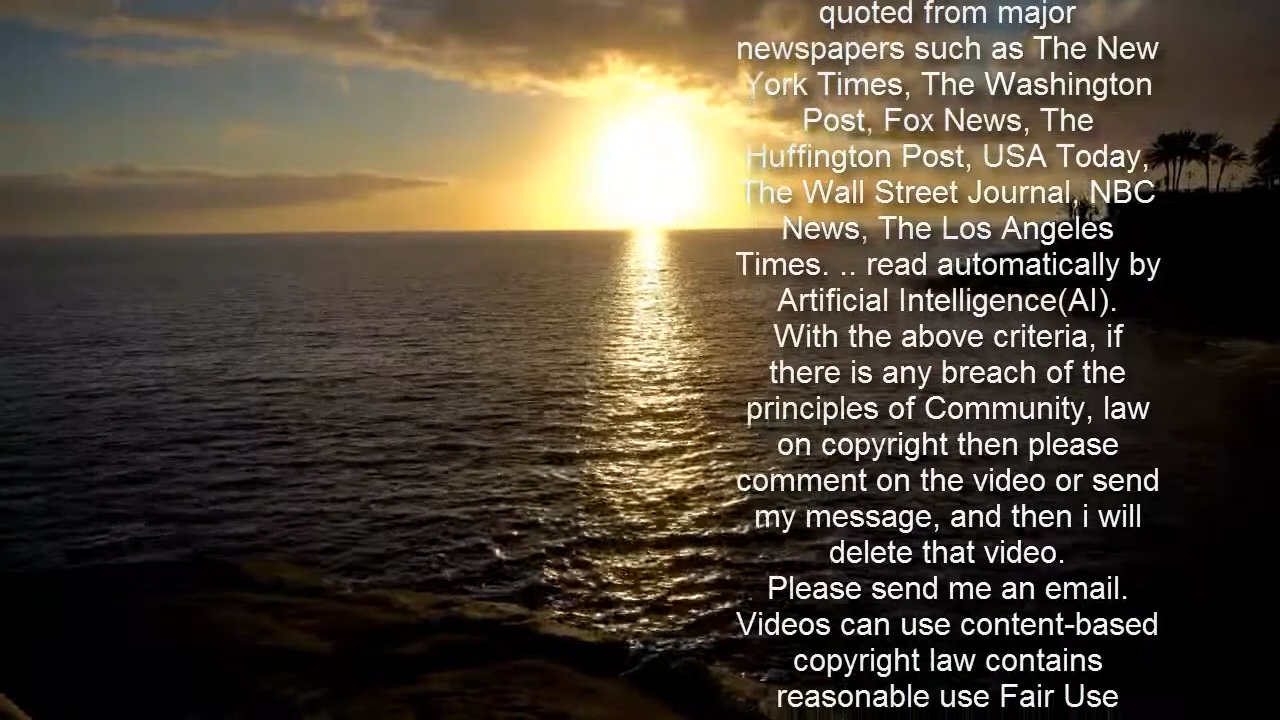 quoted from major
newspapers such as The New
York Times, The Washington
Post, Fox News, The
Huffington Post, USA Today,
The Wall Street Journal, NBC
News, The Los Angeles
Times. .. read automatically by
Artificial Intelligence(AI).
With the above criteria, if
there is any breach of the
principles of Community, law
on copyright then please
comment on the video or send
my message, and then i will
delete that video.
Please send me an email.
Videos can use content-based
copyright law contains
reasonable use Fair Use